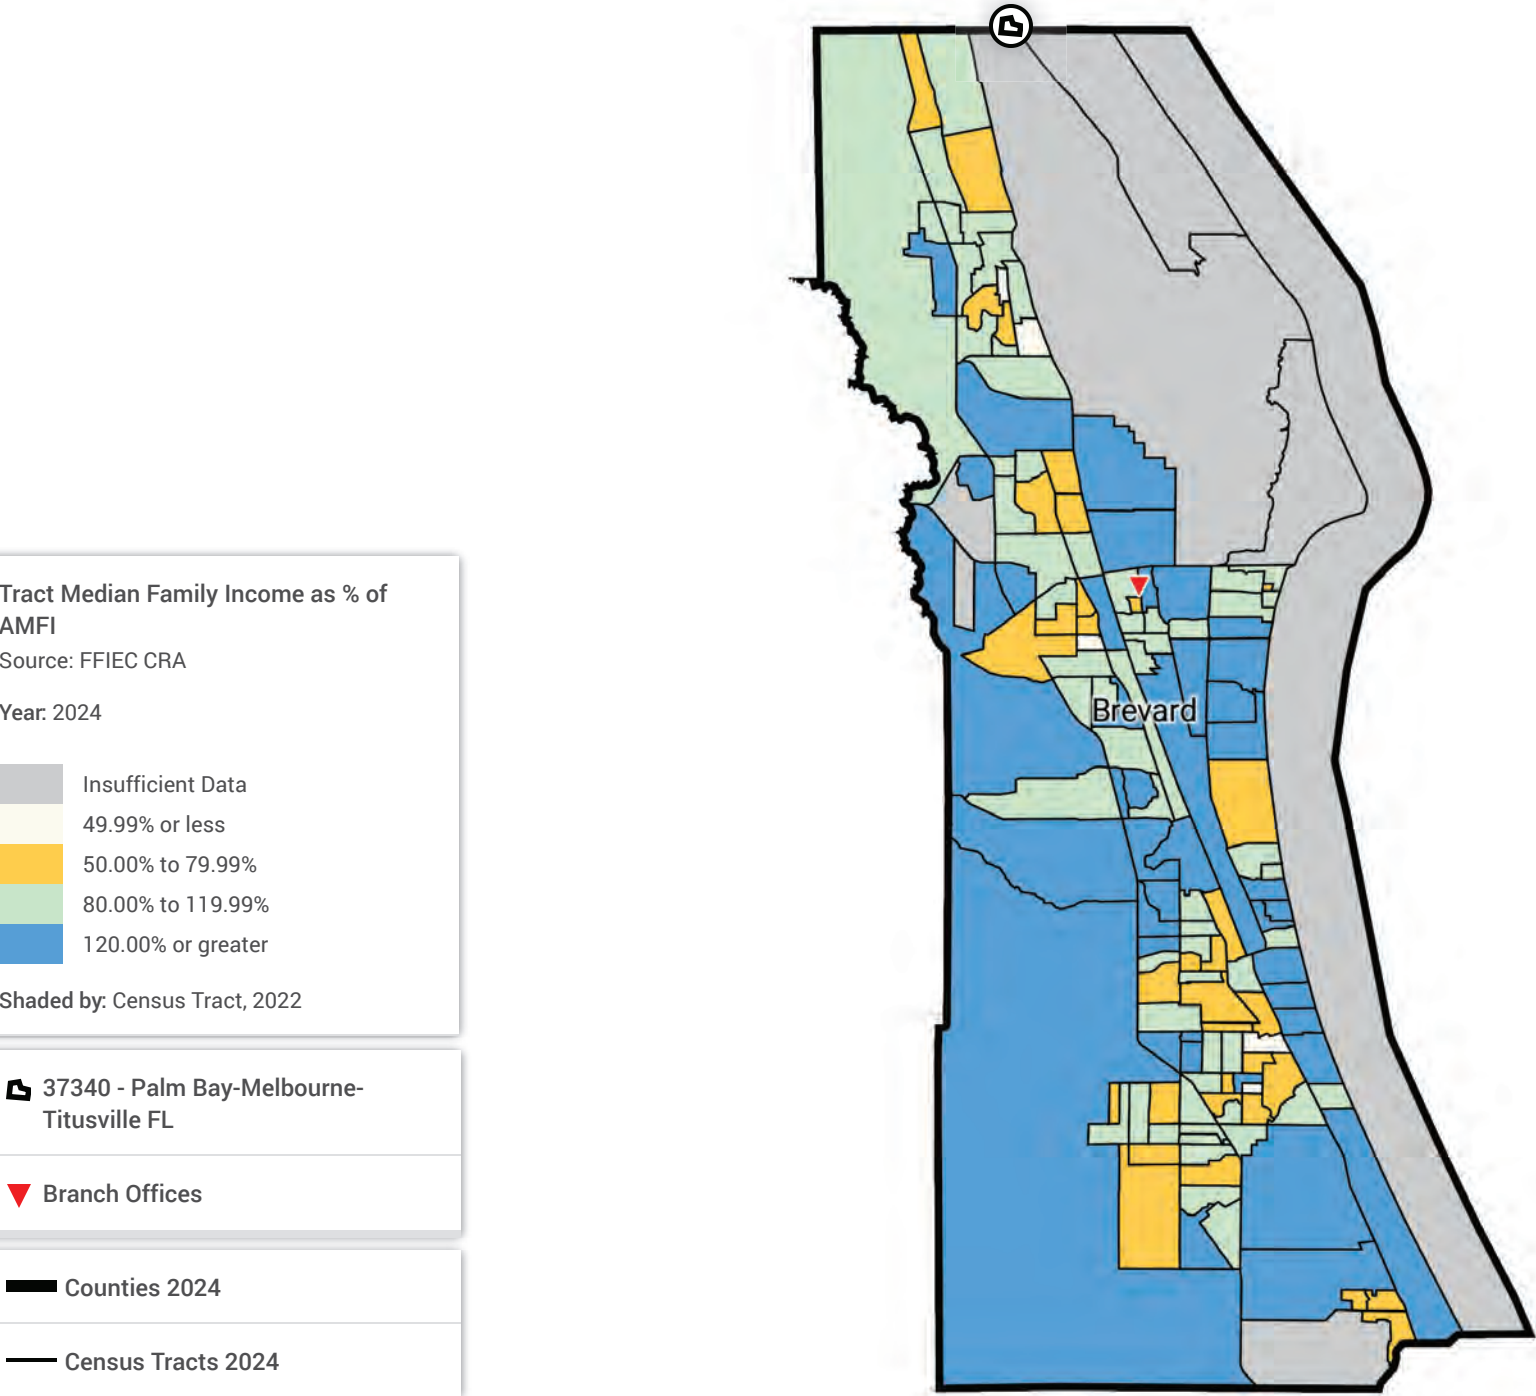 Tract Median Family Income as % of
AMFI
Source: FFIEC CRA
Year: 2024
Insufficient Data
49.99% or less
50.00% to 79.99%
80.00% to 119.99%
120.00% or greater
Shaded by: Census Tract, 2022
37340 - Palm Bay-Melbourne-
Titusville FL
Branch Offices
Counties 2024
Census Tracts 2024
Brevard